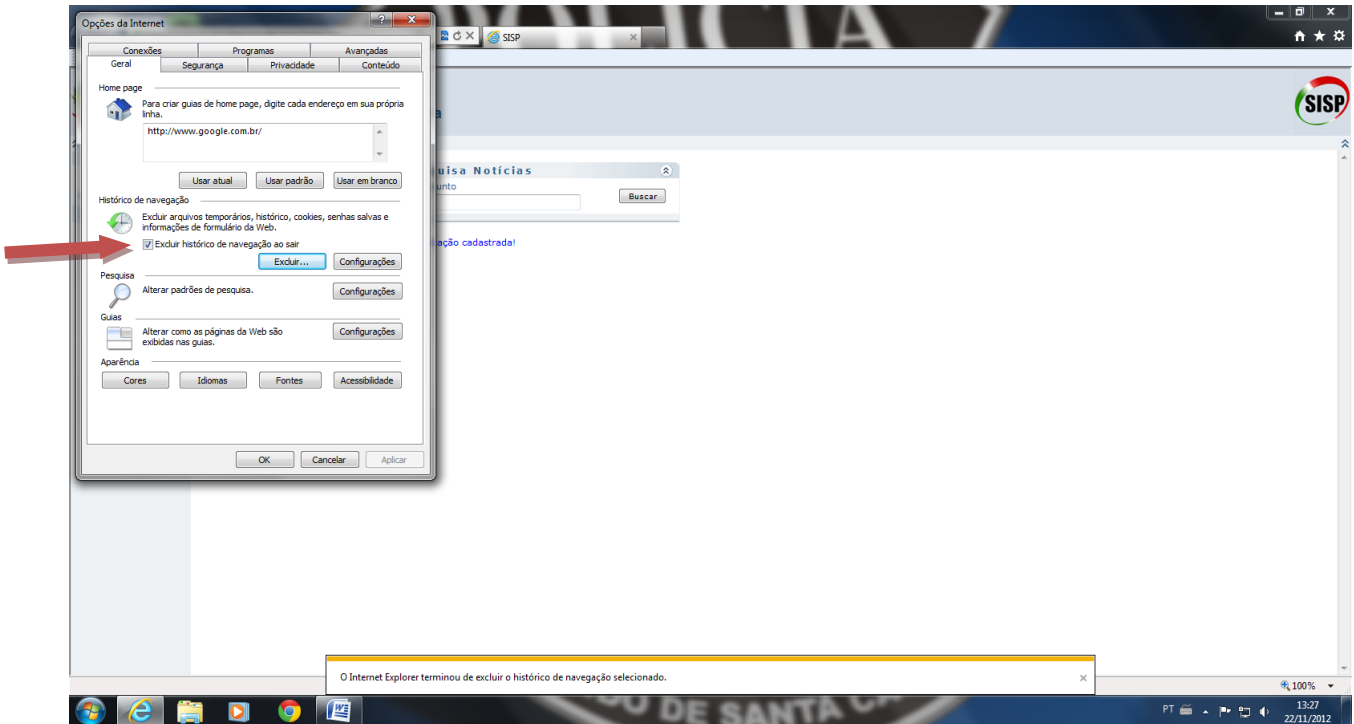 POLICIA
Opções da Internet
SISP
Conexões Programas Avançadas
Geral Segurança Privacidade Conteúdo
Home page
Para criar guias de home page, digite cada endereço em sua própria
linha.
http://www.google.com.br/
Usar atual Usar padrão Usar em branco
Histórico de navegação
Excluir arquivos temporários, histórico, cookies, senhas salvas e
informações de formulário da Web.
Excluir histórico de navegação ao sair
Excluir... Configurações
Pesquisa
Alterar padrões de pesquisa.
Configurações
Guias
Alterar como as páginas da Web são
exibidas nas guias.
Configurações
Aparência
Cores Idiomas Fontes Acessibilidade
OK Cancelar Aplicar
SISP
a
uisa Notícias
unto
Buscar
ação cadastrada!
O Internet Explorer terminou de excluir o histórico de navegação selecionado.
100%
DO DE SANTA CA
PT
13:27
22/11/2012